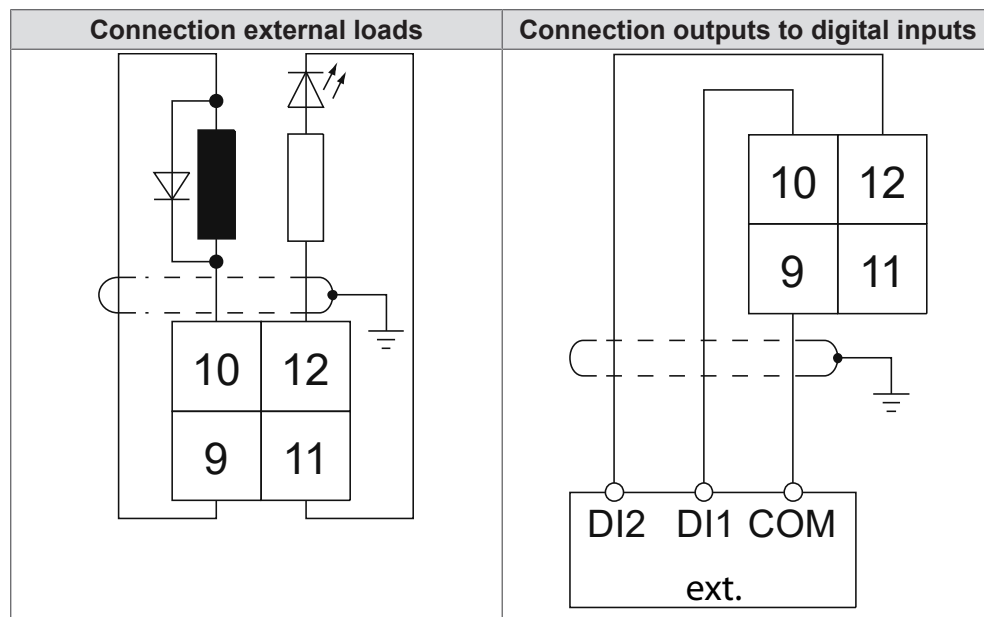 Connection external loads
Connection outputs to digital inputs
10 12
9 11
10 12
9 11
DI2 DI1 COM
ext.